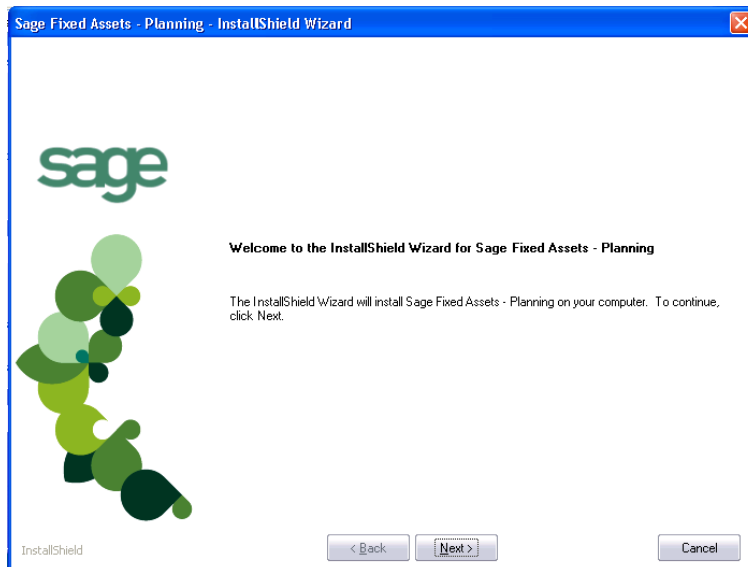 Sage Fixed Assets - Planning - InstallShield Wizard
sage
Welcome to the InstallShield Wizard for Sage Fixed Assets - Planning
The InstallShield Wizard will install Sage Fixed Assets - Planning on your computer. To continue,
click Next.
InstallShield
< Back
Next >
Cancel